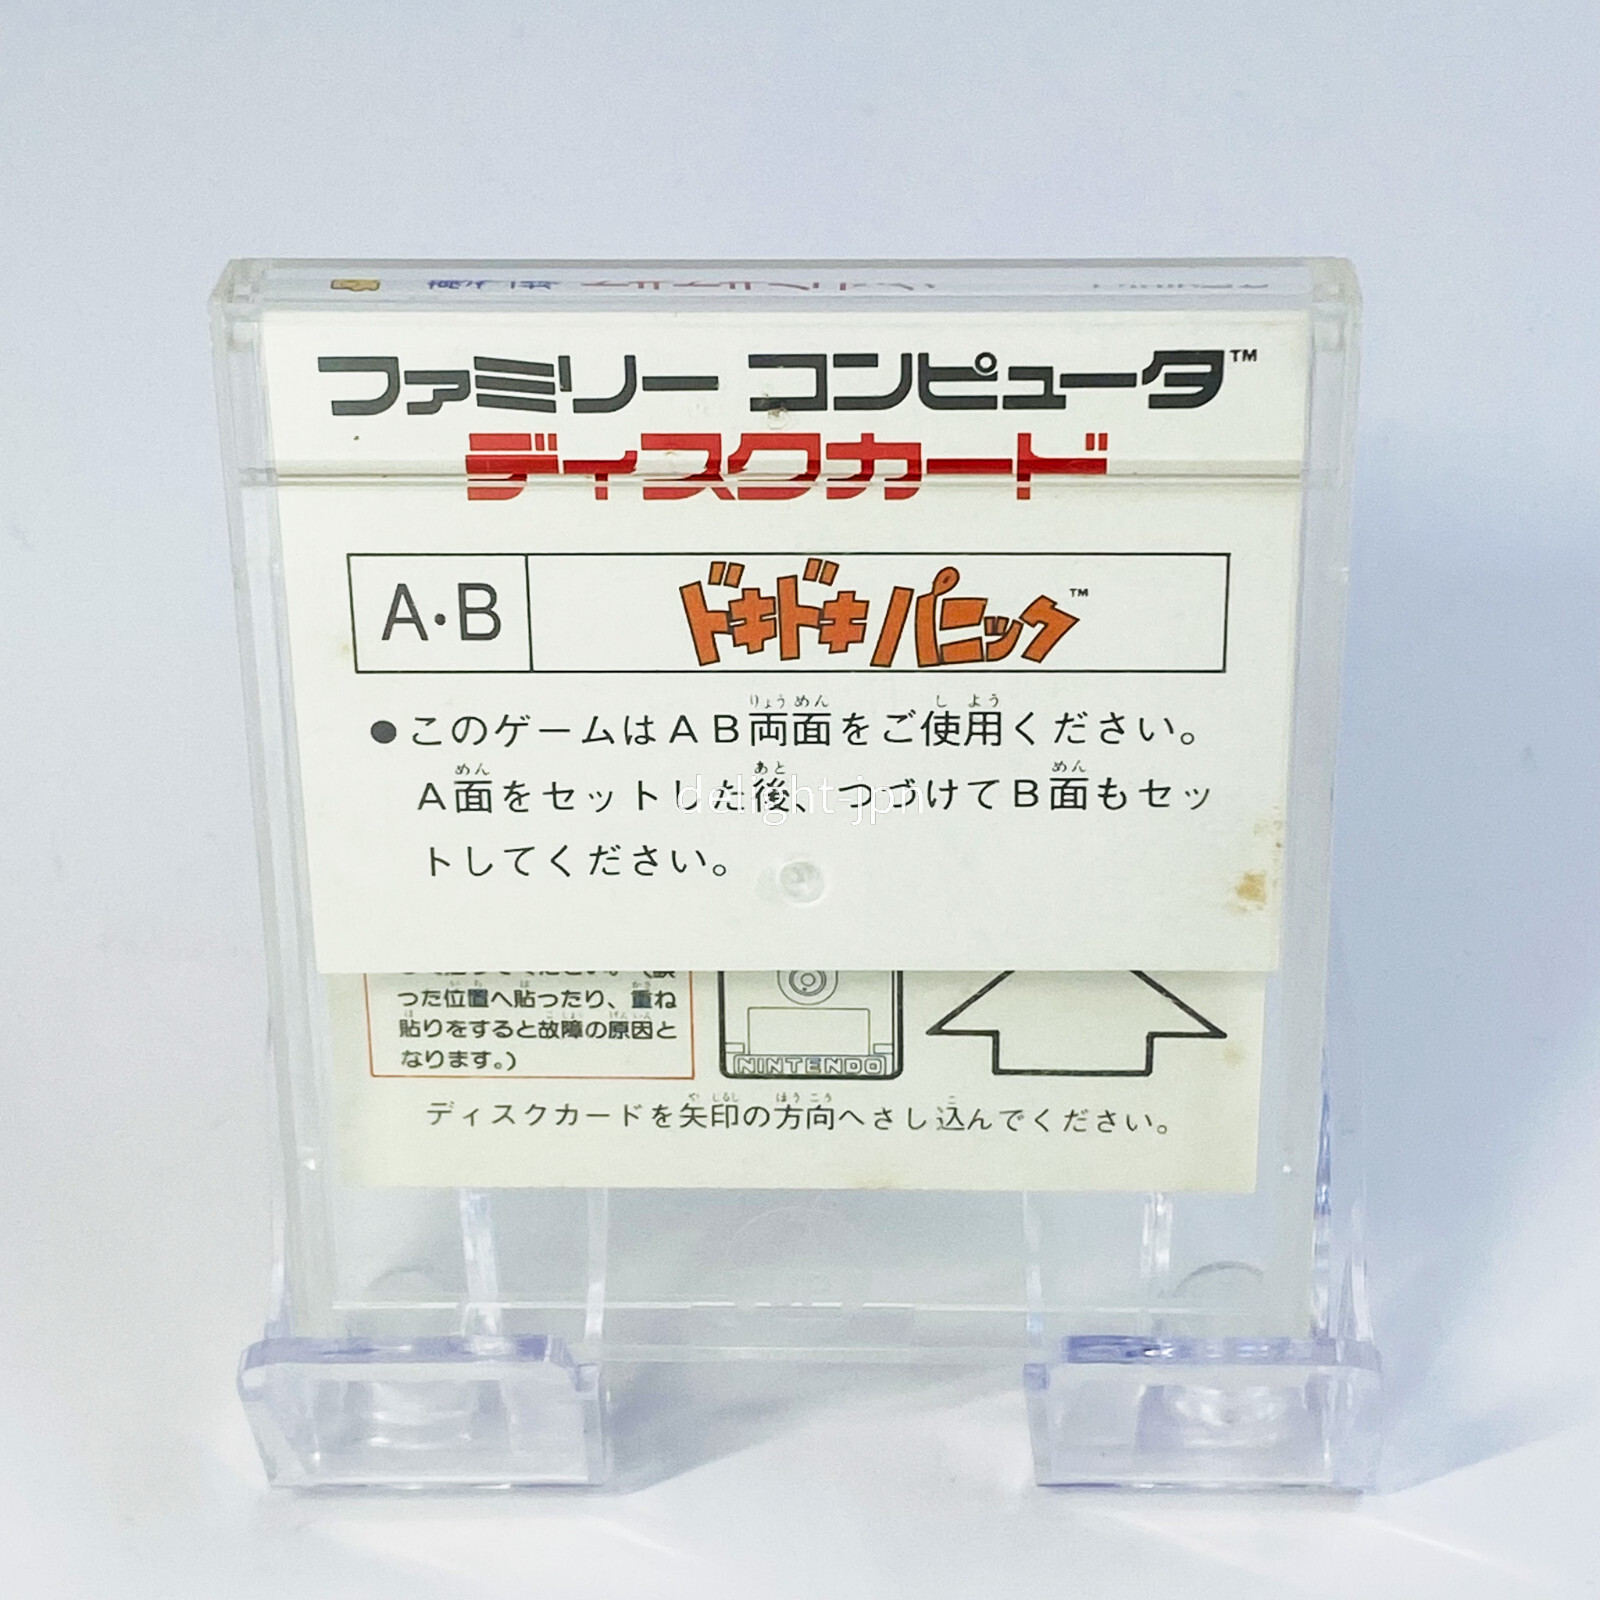 ファミリー コンピュータ™
ディスクカード
A・B
ドキドキパニック™
●このゲームはAB両面をご使用ください。
A面をセットした後、つづけてB面もセッ
トしてください。
delight-jpn
った位置へ貼ったり、重ね
貼りをすると故障の原因と
なります。)
NINTENDO
ディスクカードを矢印の方向へさし込んでください。